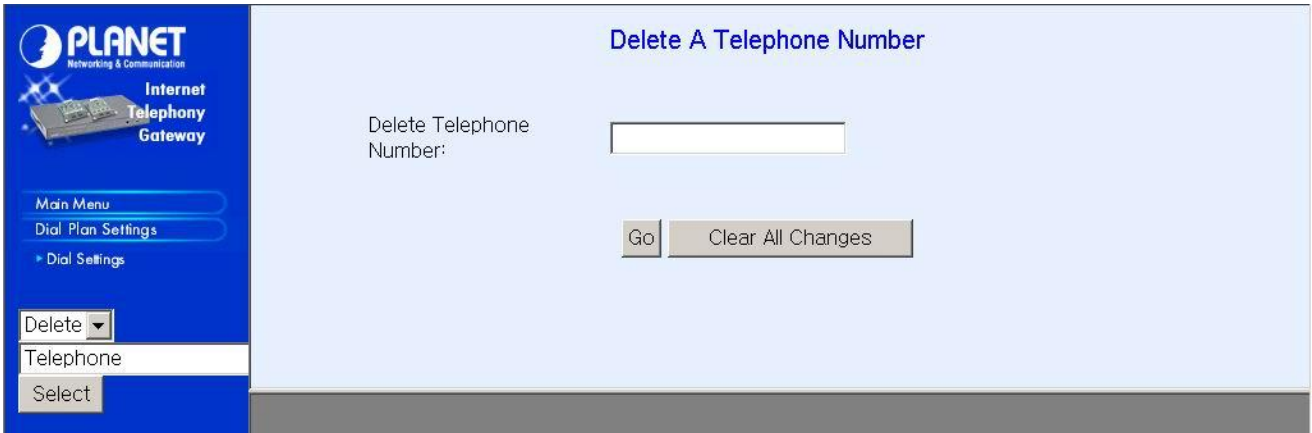 PLANET
Networking & Communication
Internet
Telephony
Gateway
Main Menu
Dial Plan Settings
Dial Settings
Delete
Telephone
Select
Delete A Telephone Number
Delete Telephone
Number:
Go Clear All Changes